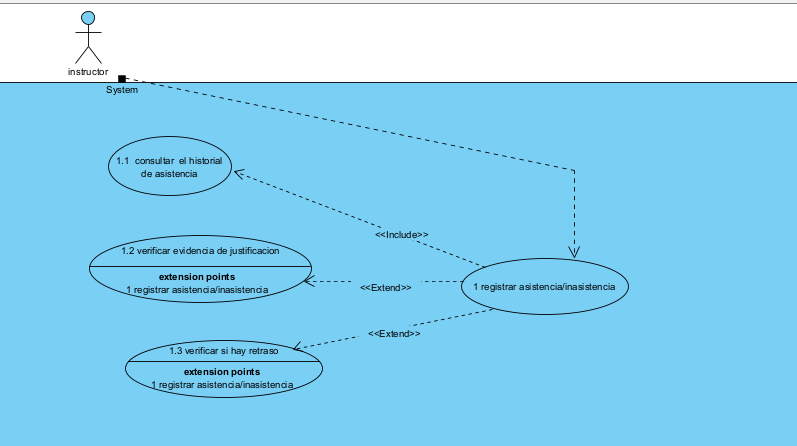 instructor
System
1.1 consultar el historial
de asistencia
<<Include>>
1.2 verificar evidencia de justificacion
extension points
1 registrar asistencia/inasistencia
<<Extend>>
1 registrar asistencia/inasistencia
<<Extend>>
1.3 verificar si hay retraso
extension points
1 registrar asistencia/inasistencia